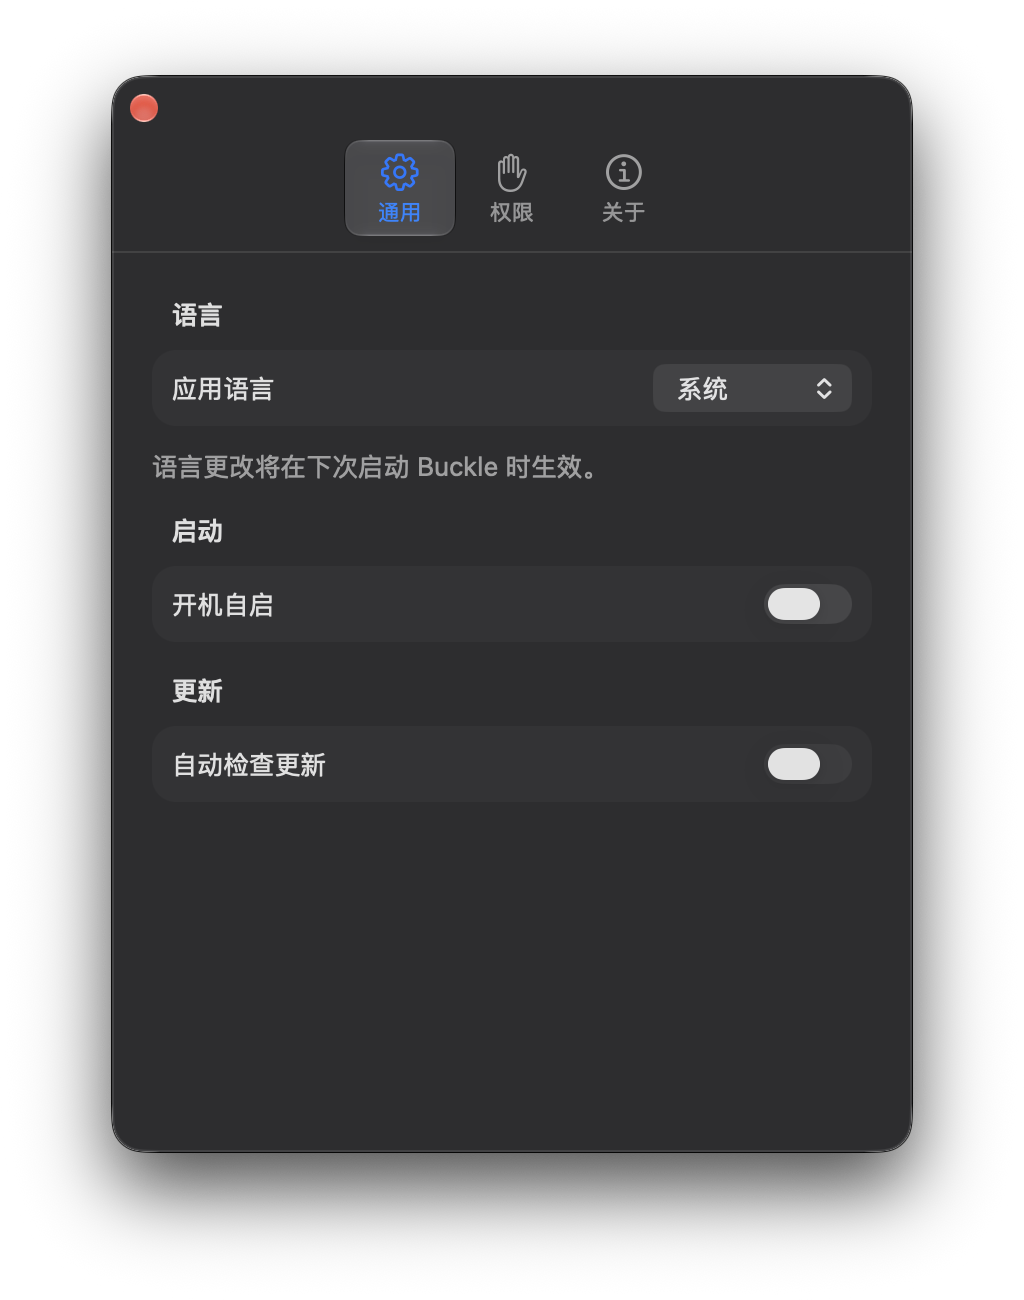 通用
权限
关于
语言
应用语言
系统
语言更改将在下次启动 Buckle 时生效。
启动
开机自启
更新
自动检查更新